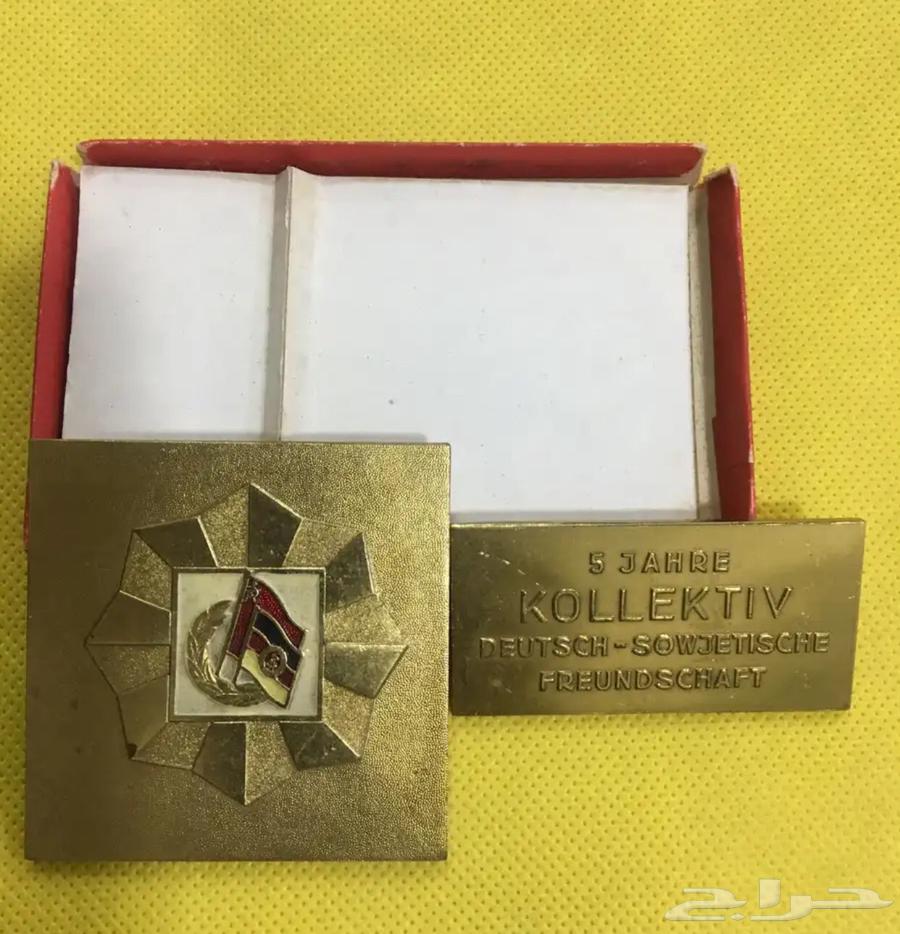 5 JAHRE
KOLLEKTIV
DEUTSCH-SOWJETISCHE
FREUNDSCHAFT
حراج